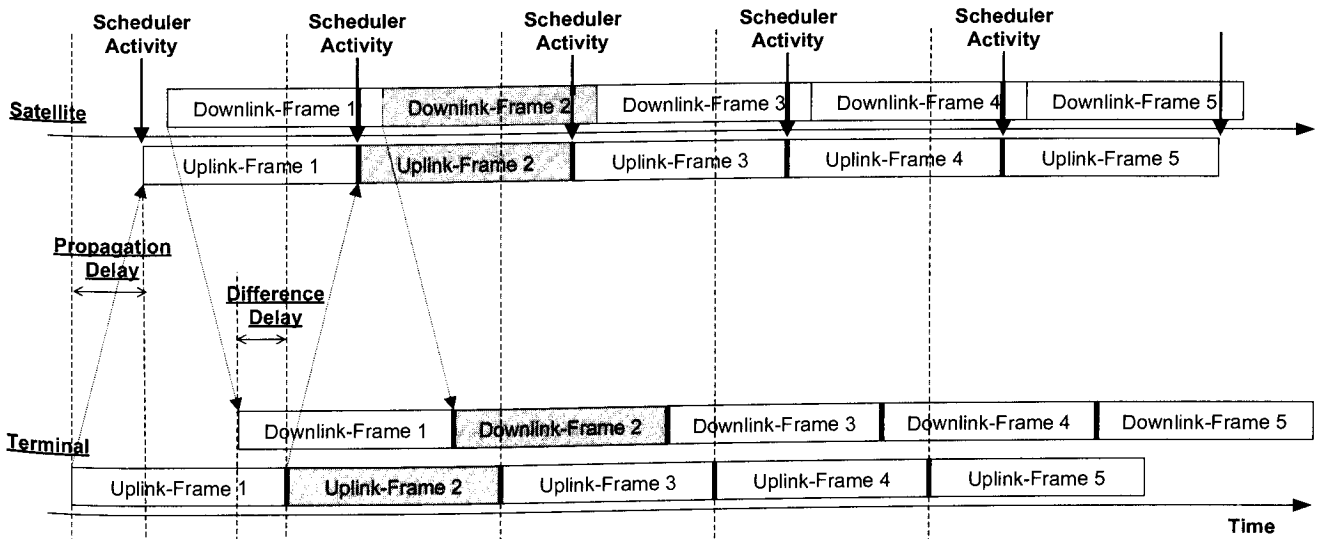 Scheduler
Activity
Scheduler
Activity
Scheduler
Activity
Scheduler
Activity
Scheduler
Activity
Satellite
Downlink-Frame 1
Downlink-Frame 2
Downlink-Frame 3
Downlink-Frame 4
Downlink-Frame 5
Uplink-Frame 1
Uplink-Frame 2
Uplink-Frame 3
Uplink-Frame 4
Uplink-Frame 5
Propagation
Delay
Difference
Delay
Terminal
Downlink-Frame 1
Downlink-Frame 2
Downlink-Frame 3
Downlink-Frame 4
Downlink-Frame 5
Uplink-Frame 1
Uplink-Frame 2
Uplink-Frame 3
Uplink-Frame 4
Uplink-Frame 5
Time